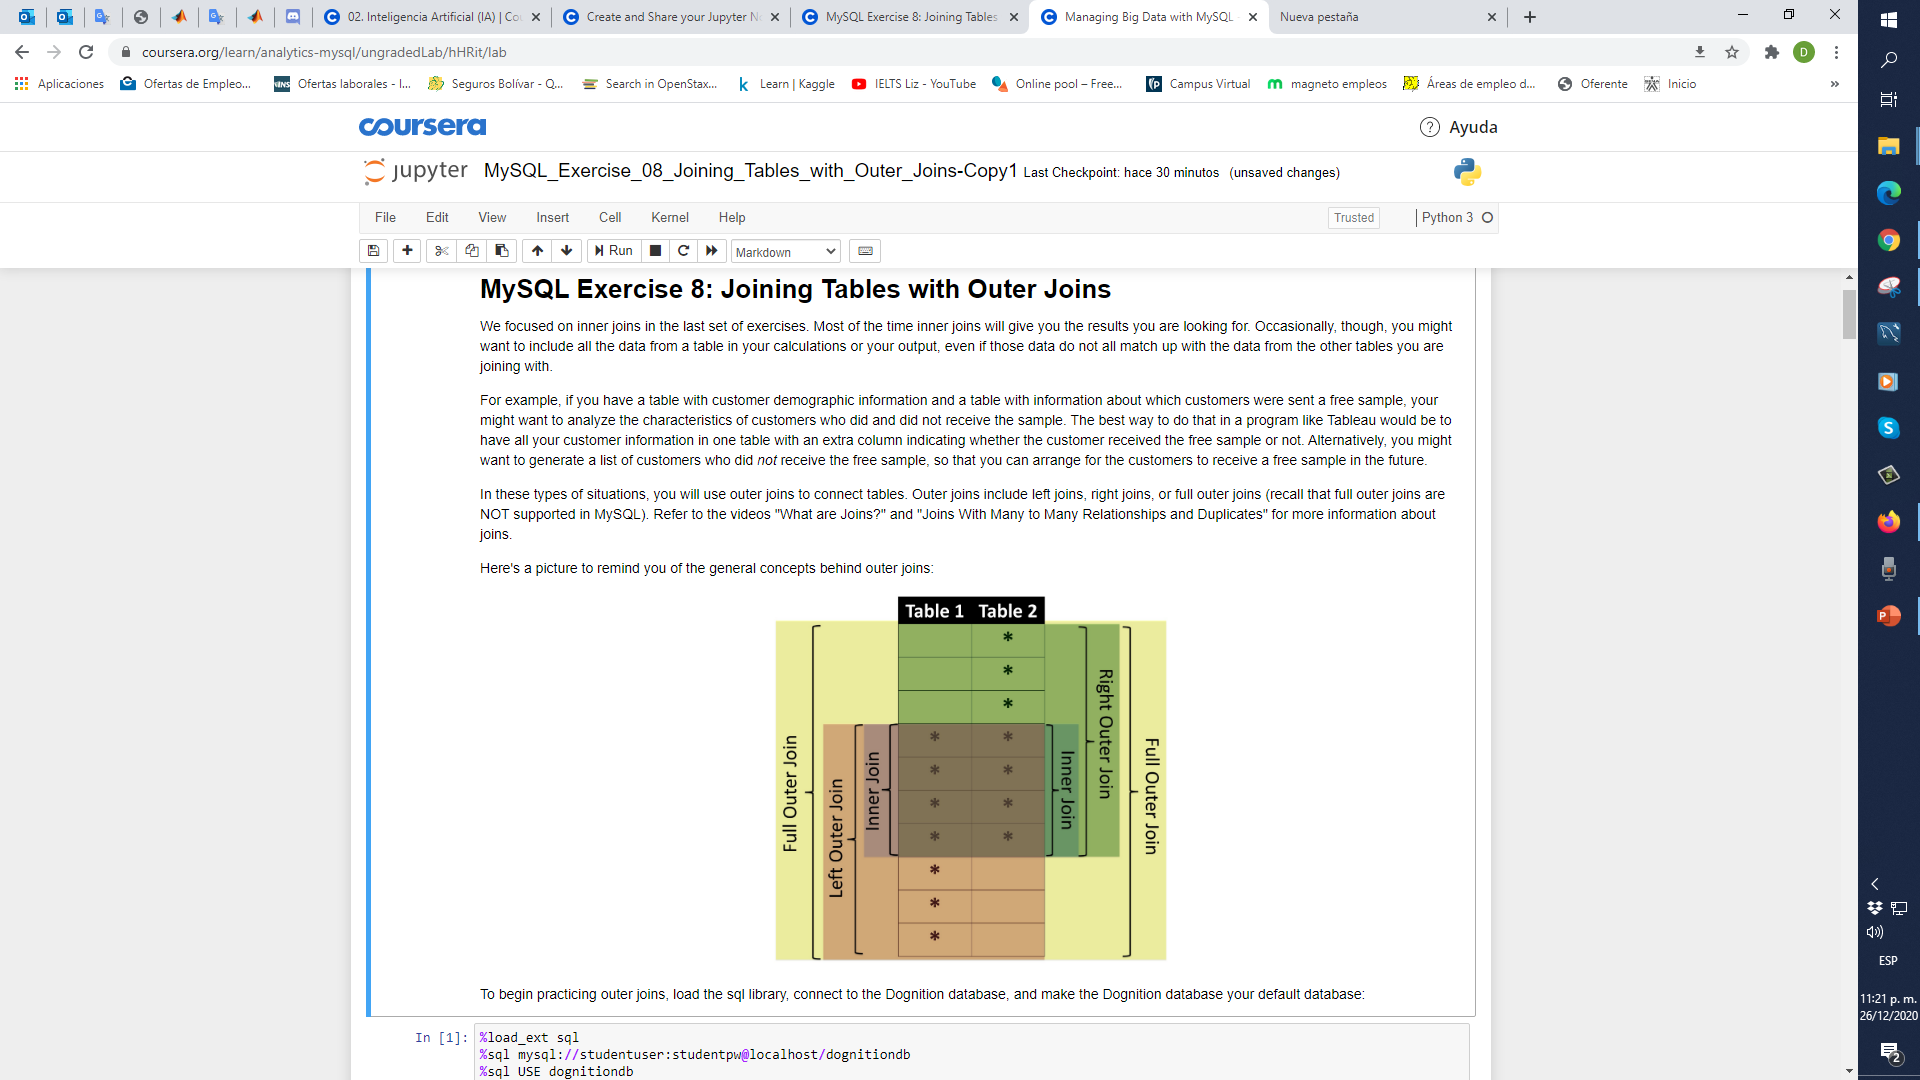 02. Inteligencia Artificial (IA) | Co
Create and Share your Jupyter N
MySQL Exercise 8: Joining Tables
Managing Big Data with MySQL
Nueva pestaña
coursera.org/learn/analytics-mysql/ungradedLab/hHRit/lab
D
Aplicaciones
Ofertas de Empleo...
Ofertas laborales - I...
Seguros Bolívar - Q...
Search in OpenStax...
Learn | Kaggle
IELTS Liz - YouTube
Online pool – Free...
Campus Virtual
magneto empleos
Áreas de empleo d...
Oferente
Inicio
»
coursera
? Ayuda
jupyter MySQL_Exercise_08_Joining_Tables_with_Outer_Joins-Copy1 Last Checkpoint: hace 30 minutos (unsaved changes)
File Edit View Insert Cell Kernel Help Trusted Python 3
Run Markdown
MySQL Exercise 8: Joining Tables with Outer Joins
We focused on inner joins in the last set of exercises. Most of the time inner joins will give you the results you are looking for. Occasionally, though, you might
want to include all the data from a table in your calculations or your output, even if those data do not all match up with the data from the other tables you are
joining with.
For example, if you have a table with customer demographic information and a table with information about which customers were sent a free sample, your
might want to analyze the characteristics of customers who did and did not receive the sample. The best way to do that in a program like Tableau would be to
have all your customer information in one table with an extra column indicating whether the customer received the free sample or not. Alternatively, you might
want to generate a list of customers who did not receive the free sample, so that you can arrange for the customers to receive a free sample in the future.
In these types of situations, you will use outer joins to connect tables. Outer joins include left joins, right joins, or full outer joins (recall that full outer joins are
NOT supported in MySQL). Refer to the videos "What are Joins?" and "Joins With Many to Many Relationships and Duplicates" for more information about
joins.
Here's a picture to remind you of the general concepts behind outer joins:
Table 1 Table 2
*
*
*
* *
* *
* *
* *
*
*
*
Full Outer Join
Left Outer Join
Inner Join
Inner Join
Right Outer Join
Full Outer Join
To begin practicing outer joins, load the sql library, connect to the Dognition database, and make the Dognition database your default database:
In [1]: %load_ext sql
%sql mysql://studentuser:studentpw@localhost/dognitiondb
%sql USE dognitiondb
ESP
11:21 p. m.
26/12/2020
2